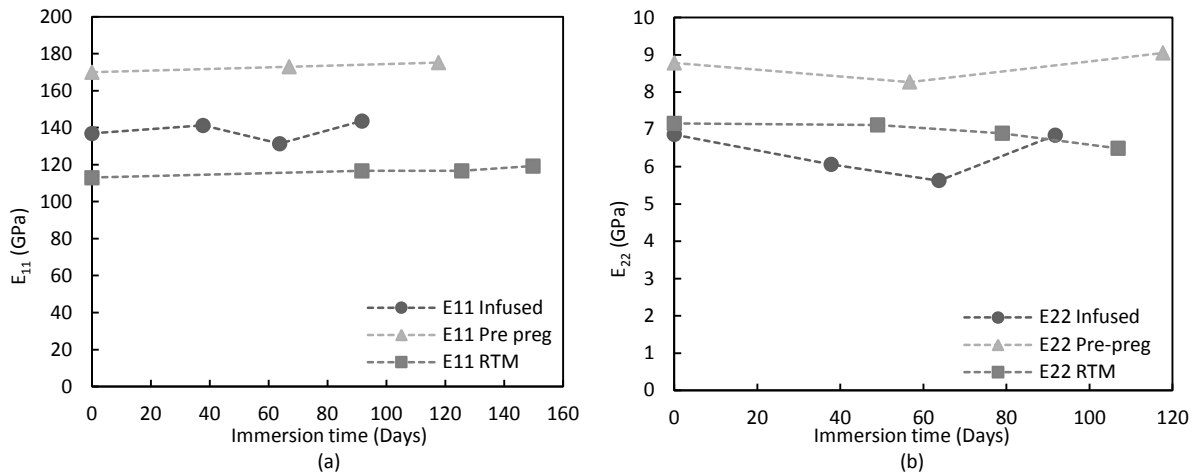 200
180
160
140
120
100
80
60
40
20
0
E11 (GPa)
E11 Infused
E11 Pre preg
E11 RTM
0 20 40 60 80 100 120 140 160
Immersion time (Days)
(a)
10
9
8
7
6
5
4
3
2
1
0
E22 (GPa)
E22 Infused
E22 Pre-preg
E22 RTM
0 20 40 60 80 100 120
Immersion time (Days)
(b)